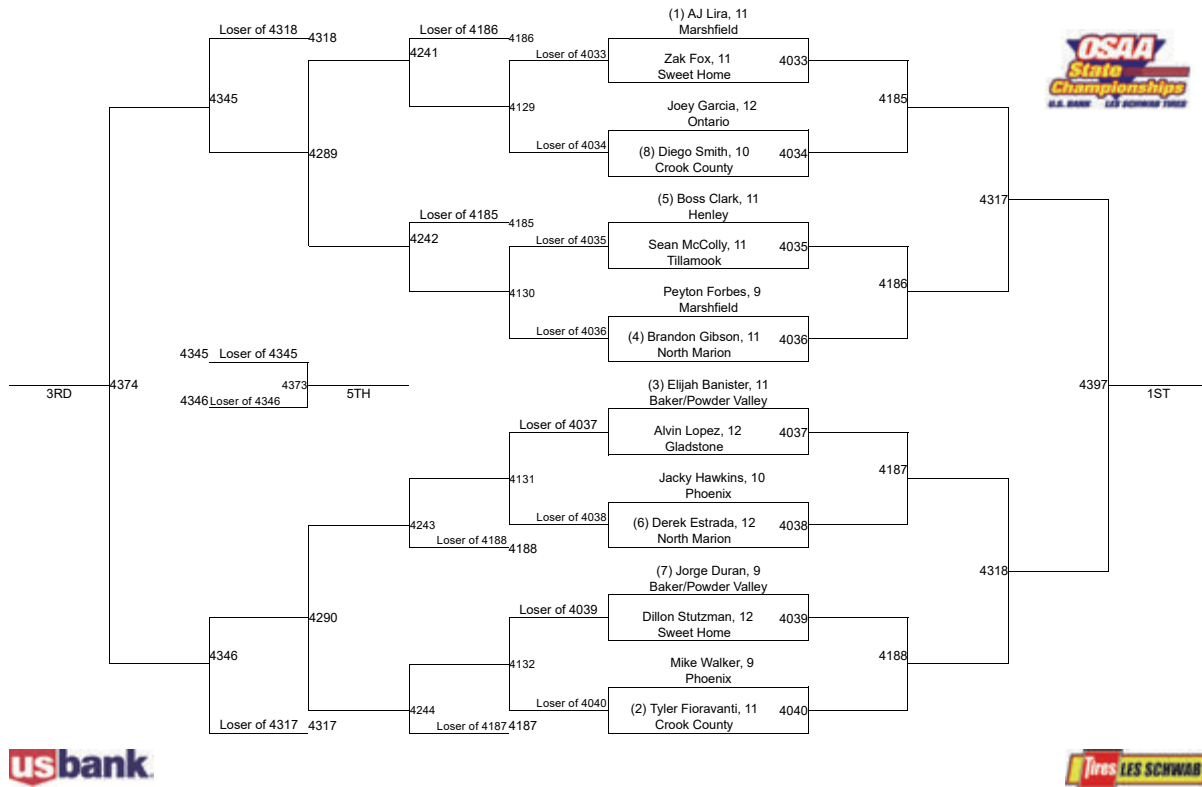 (1) AJ Lira, 11
Loser of 4318
4318
Loser of 4186
4186
Marshfield
OSAA
4241
Loser of 4033
Zak Fox, 11
4033
State
Sweet Home
Championships
4345
4129
Joey Garcia, 12
4185
U.S. BANK LES SCHWAB TIRES
Ontario
4289
Loser of 4034
(8) Diego Smith, 10
4034
Crook County
(5) Boss Clark, 11
4317
Loser of 4185
4185
Henley
4242
Loser of 4035
Sean McColly, 11
4035
Tillamook
4130
Peyton Forbes, 9
4186
Marshfield
Loser of 4036
(4) Brandon Gibson, 11
4036
North Marion
4345
Loser of 4345
3RD
4374
4373
5TH
(3) Elijah Banister, 11
4397
1ST
4346
Loser of 4346
Baker/Powder Valley
Loser of 4037
Alvin Lopez, 12
4037
Gladstone
4131
Jacky Hawkins, 10
4187
Phoenix
4243
Loser of 4038
(6) Derek Estrada, 12
4038
Loser of 4188
4188
North Marion
(7) Jorge Duran, 9
4318
Baker/Powder Valley
4290
Loser of 4039
Dillon Stutzman, 12
4039
Sweet Home
4346
4132
Mike Walker, 9
4188
Phoenix
4244
Loser of 4040
(2) Tyler Fioravanti, 11
4040
Loser of 4317
4317
Loser of 4187
4187
Crook County
usbank
Tires LES SCHWAB